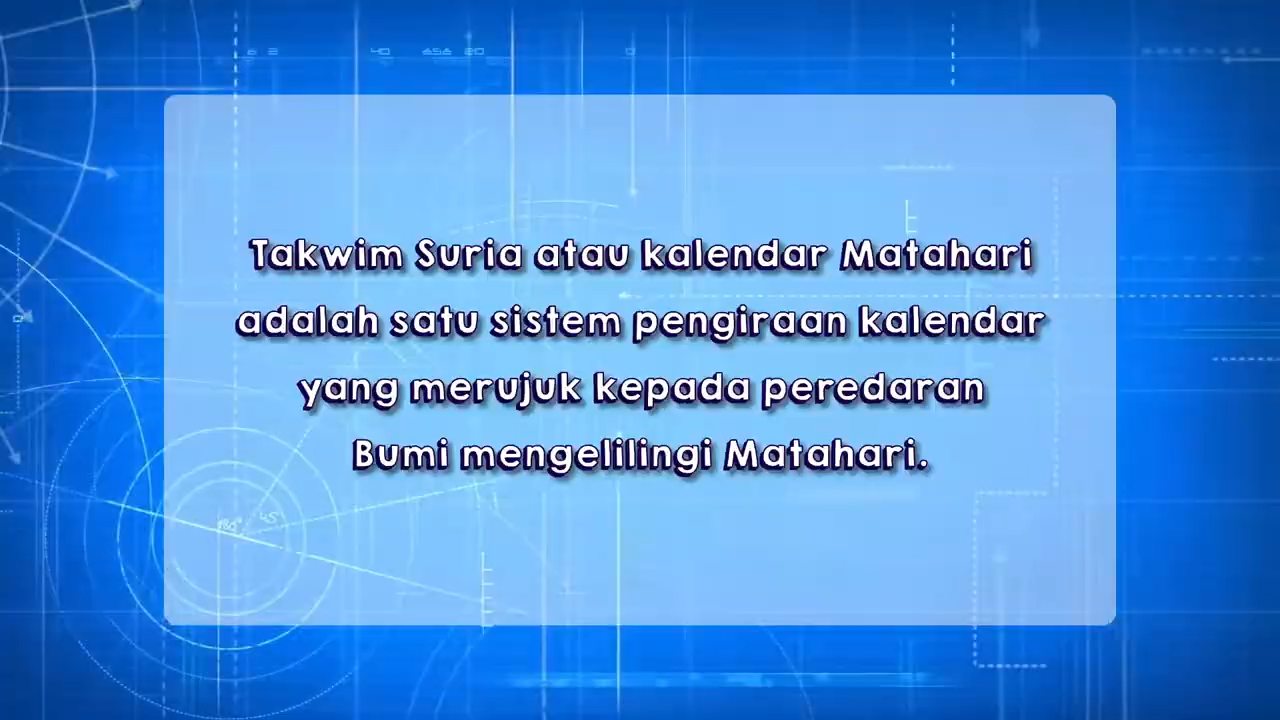 Takwim Suria atau kalendar Matahari
adalah satu sistem pengiraan kalendar
yang merujuk kepada peredaran
Bumi mengelilingi Matahari.